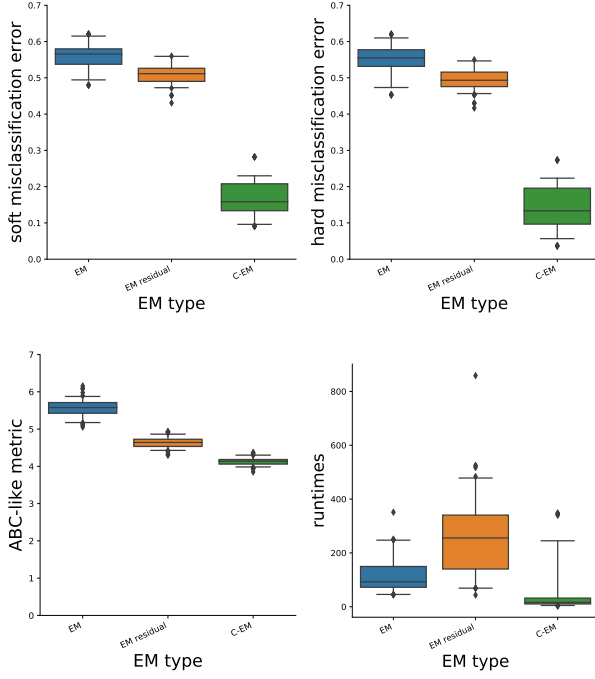 0.7
0.6
0.5
0.4
0.3
0.2
0.1
0.0
soft misclassification error
EM
EM residual
C-EM
EM type
0.7
0.6
0.5
0.4
0.3
0.2
0.1
0.0
hard misclassification error
EM
EM residual
C-EM
EM type
7
6
5
4
3
2
1
0
ABC-like metric
EM
EM residual
C-EM
EM type
800
600
400
200
0
runtimes
EM
EM residual
C-EM
EM type